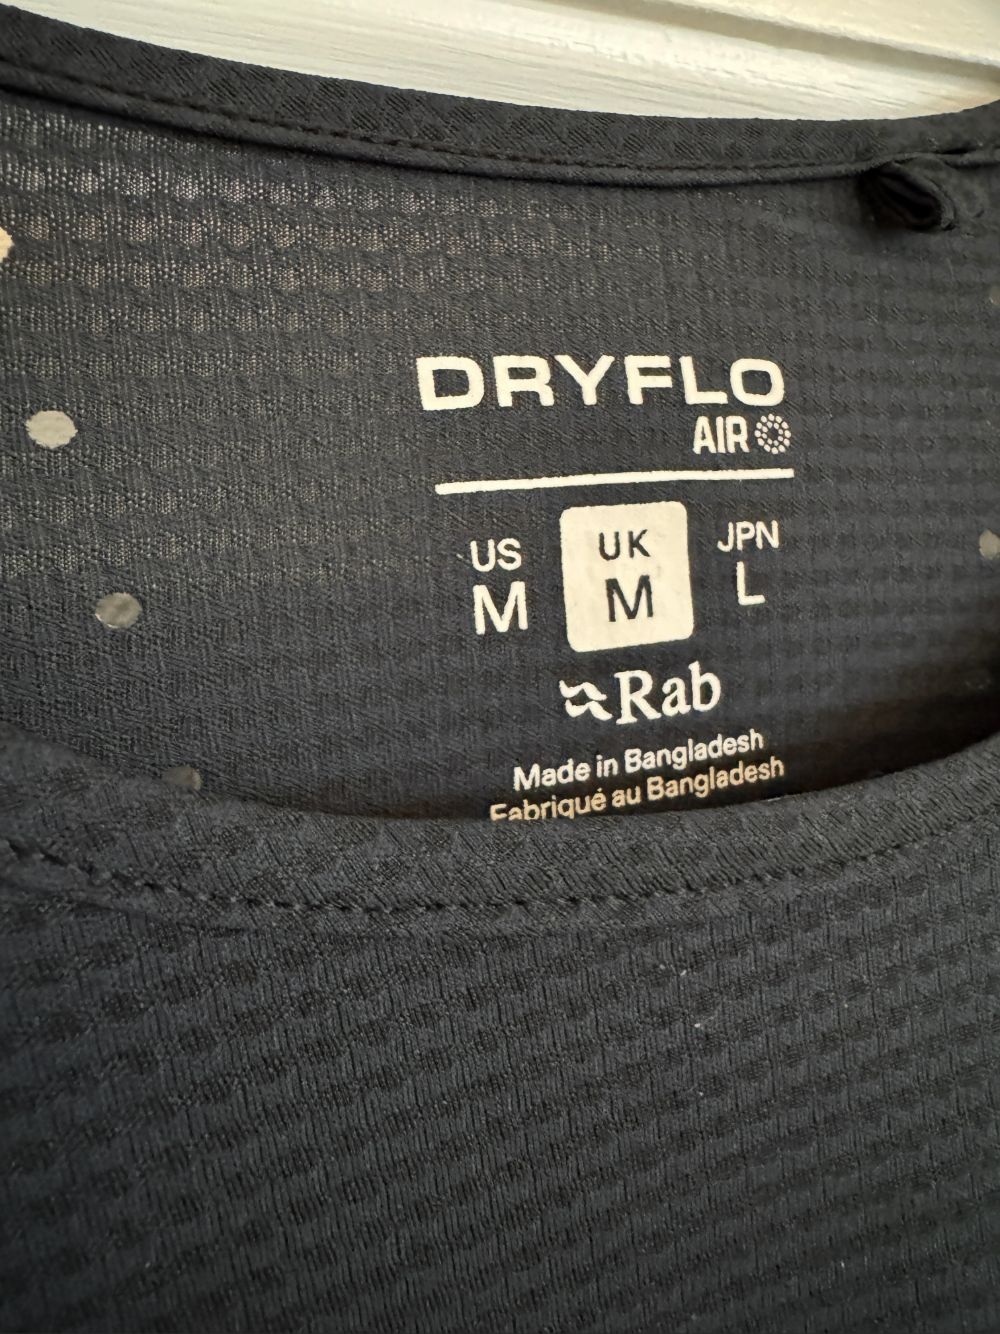 DRYFLO
AIR
US UK JPN
M M L
Rab
Made in Bangladesh
Fabriqué au Bangladesh